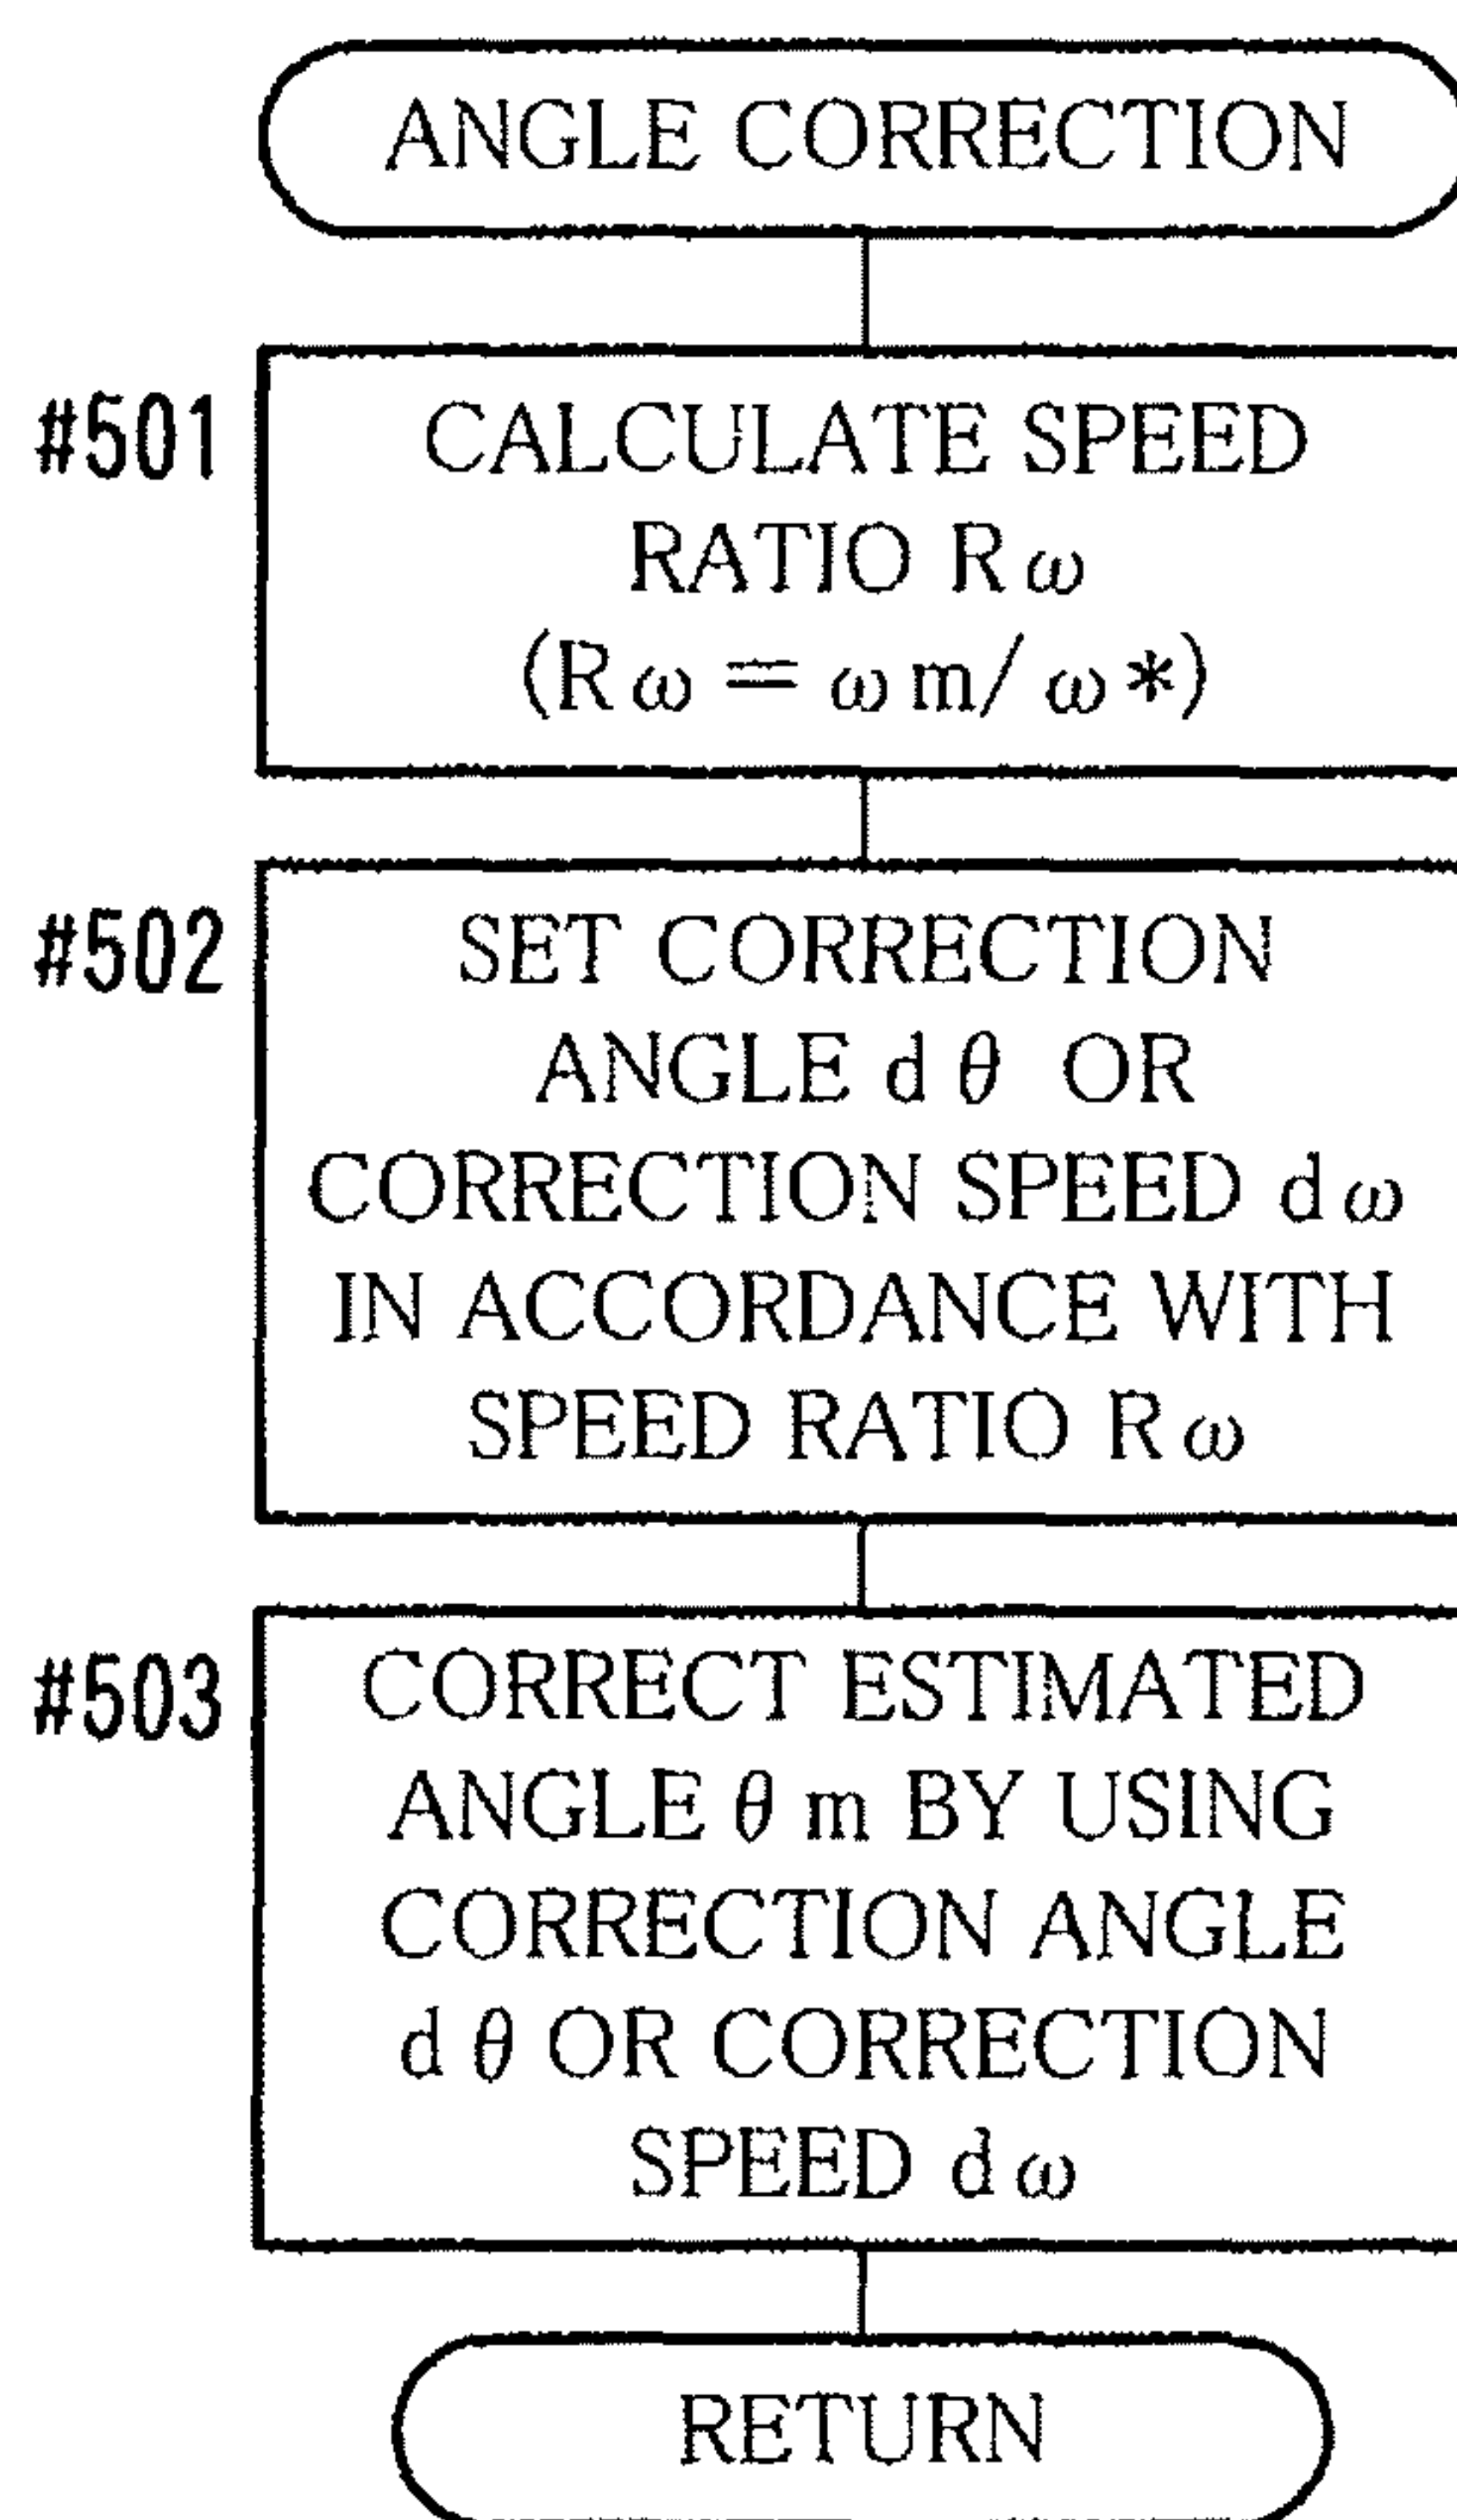 ANGLE CORRECTION
#501
CALCULATE SPEED
RATIO Rω
(Rω=ωm/ω*)
#502
SET CORRECTION
ANGLE dθ OR
CORRECTION SPEED dω
IN ACCORDANCE WITH
SPEED RATIO Rω
#503
CORRECT ESTIMATED
ANGLE θm BY USING
CORRECTION ANGLE
dθ OR CORRECTION
SPEED dω
RETURN